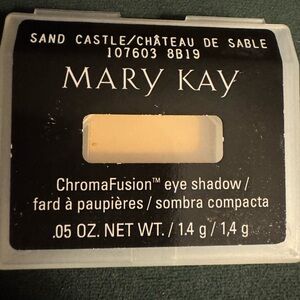 SAND CASTLE/CHÂTEAU DE SABLE
107603 8B19
MARY KAY
ChromaFusion™ eye shadow /
fard à paupières / sombra compacta
.05 OZ. NET WT. / 1.4 g / 1,4 g